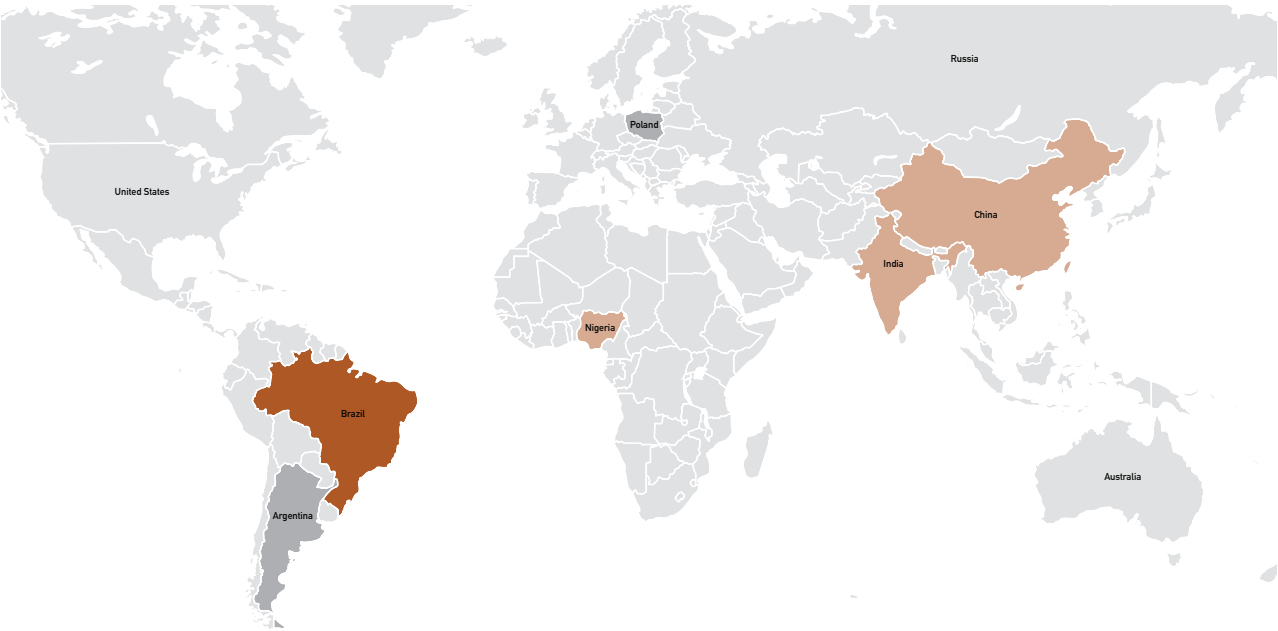 Russia
Poland
United States
China
India
Nigeria
Brazil
Australia
Argentina